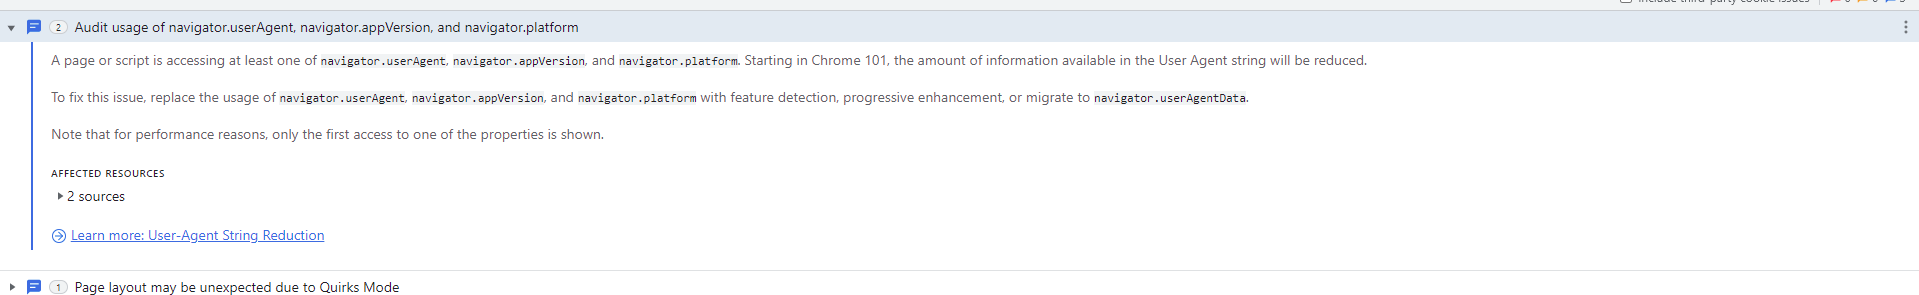 Include third-party cookie issues
2 Audit usage of navigator.userAgent, navigator.appVersion, and navigator.platform
A page or script is accessing at least one of navigator.userAgent, navigator.appVersion, and navigator.platform. Starting in Chrome 101, the amount of information available in the User Agent string will be reduced.
To fix this issue, replace the usage of navigator.userAgent, navigator.appVersion, and navigator.platform with feature detection, progressive enhancement, or migrate to navigator.userAgentData.
Note that for performance reasons, only the first access to one of the properties is shown.
AFFECTED RESOURCES
2 sources
Learn more: User-Agent String Reduction
1 Page layout may be unexpected due to Quirks Mode